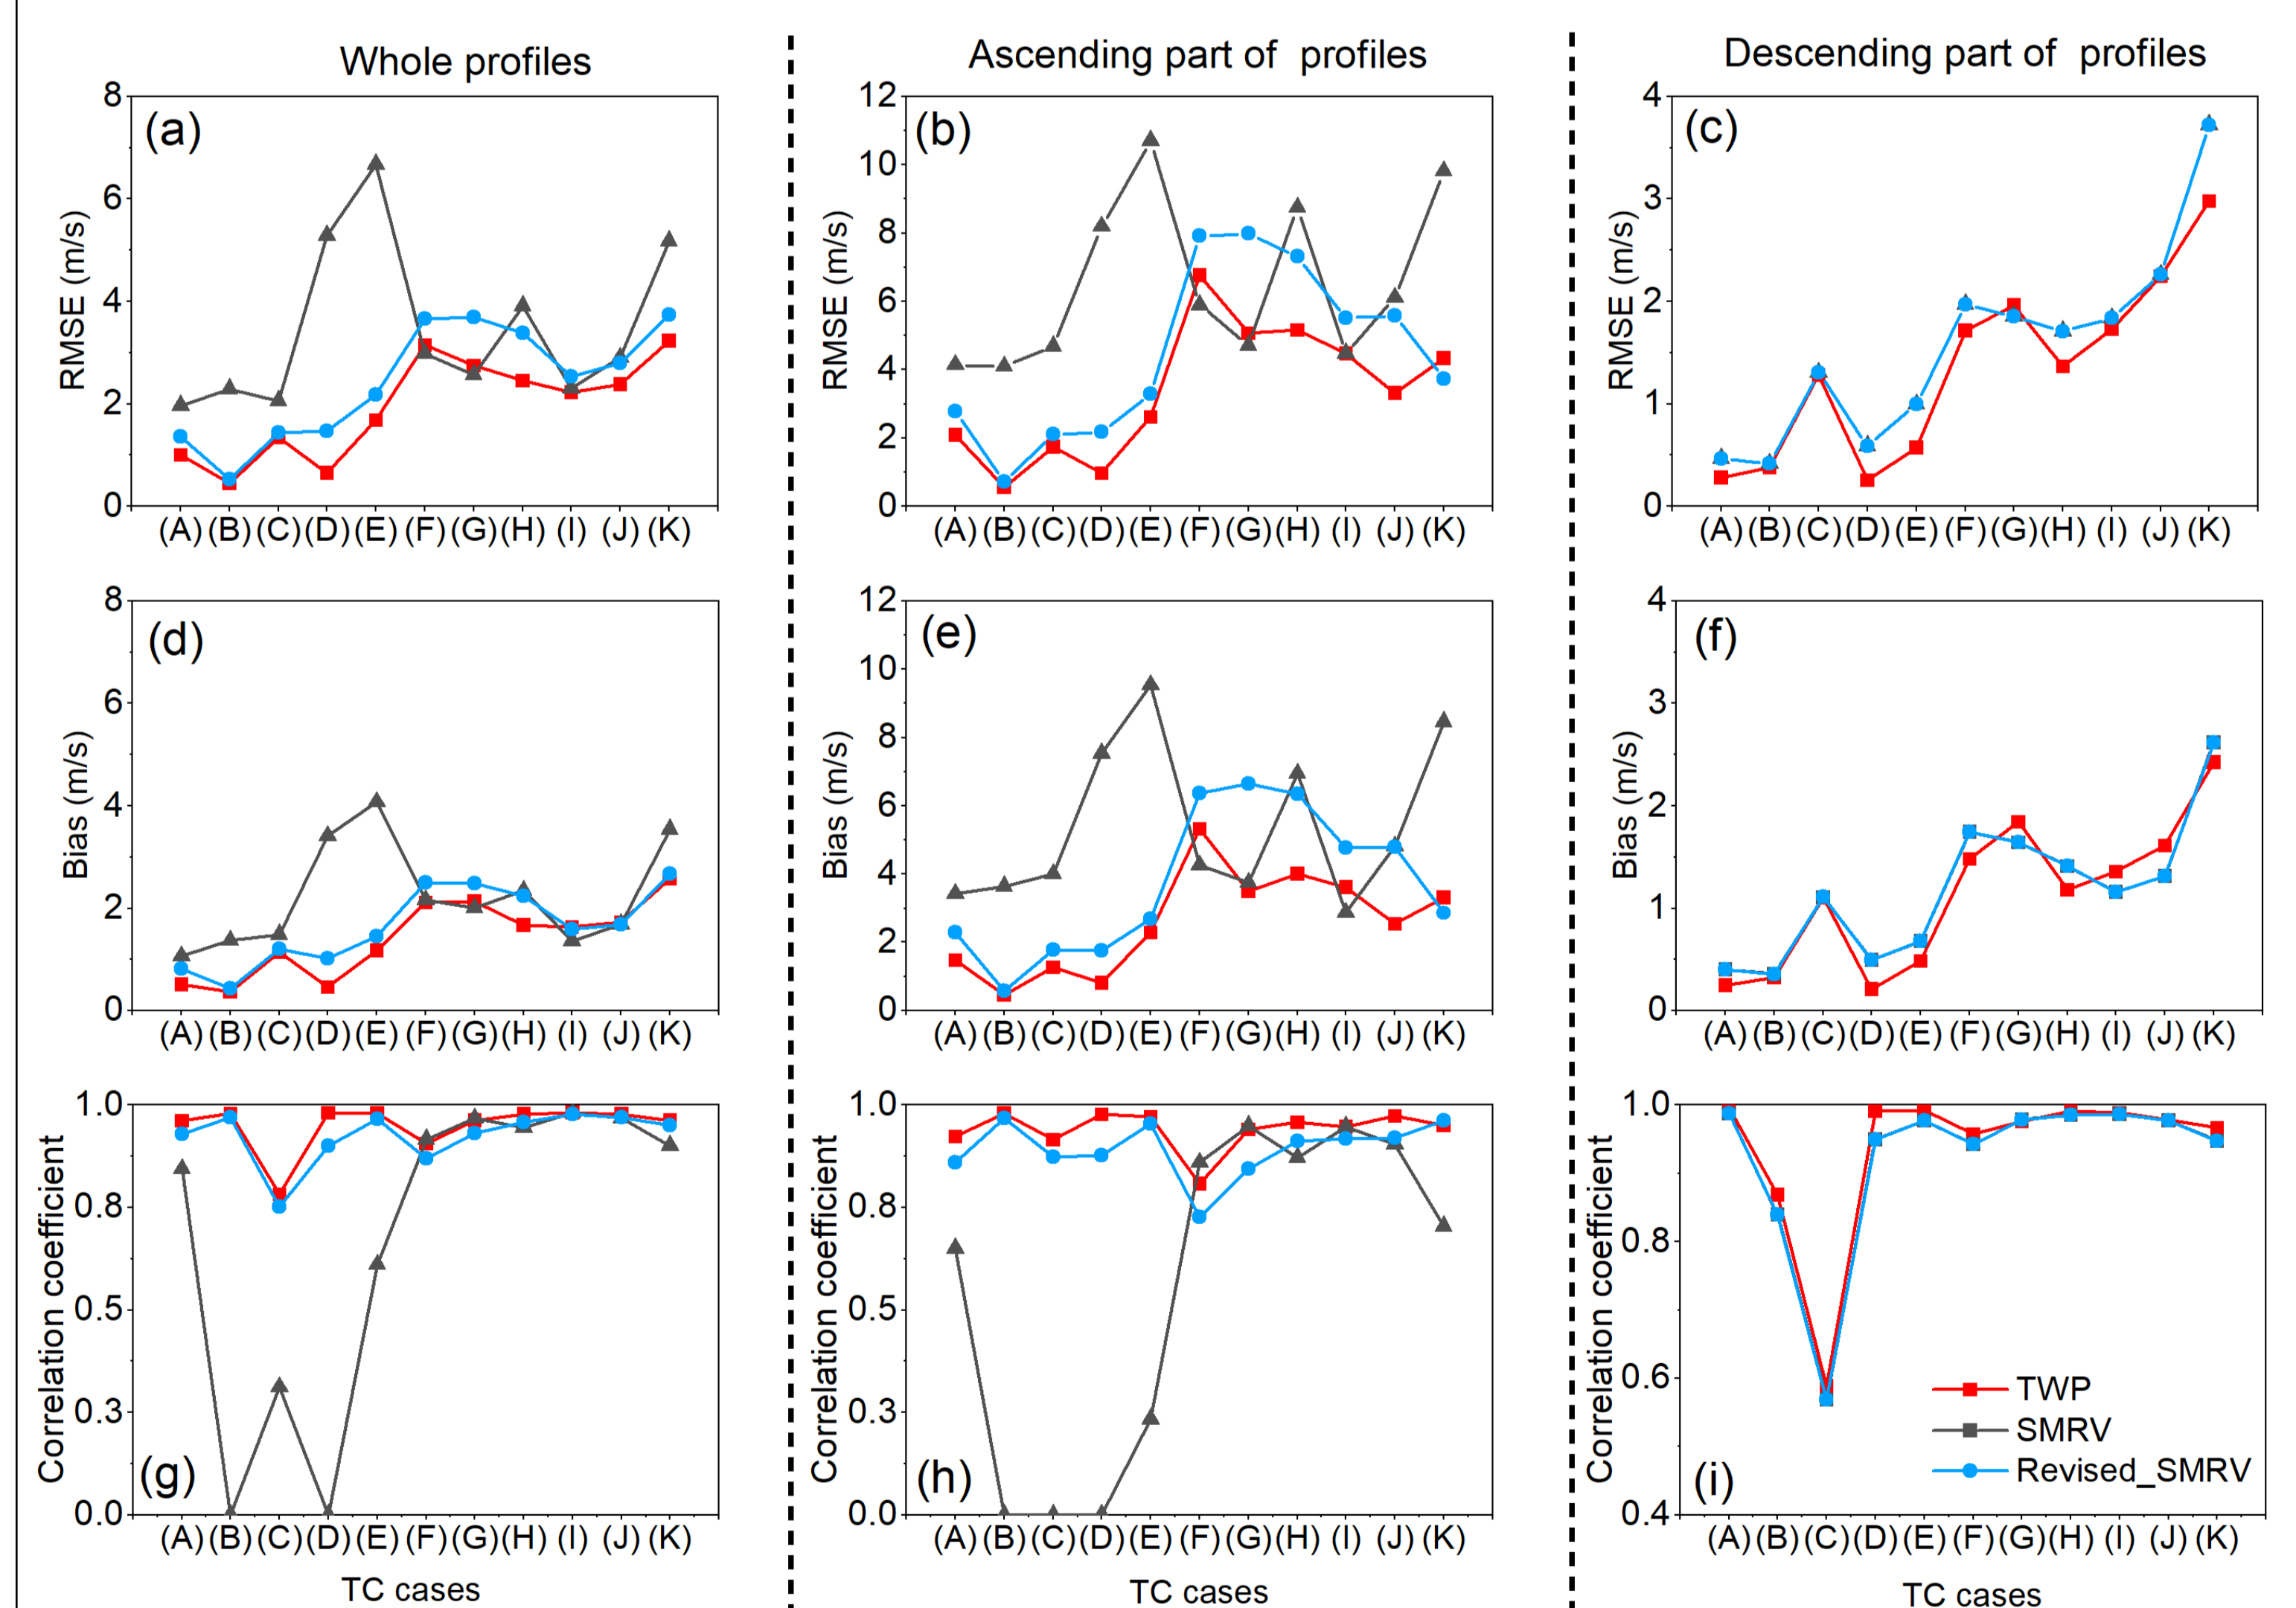 Whole profiles
Ascending part of profiles
Descending part of profiles
(a)
RMSE (m/s)
8
6
4
2
0
(A) (B) (C) (D) (E) (F) (G) (H) (I) (J) (K)
(b)
RMSE (m/s)
12
10
8
6
4
2
0
(A) (B) (C) (D) (E) (F) (G) (H) (I) (J) (K)
(c)
RMSE (m/s)
4
3
2
1
0
(A) (B) (C) (D) (E) (F) (G) (H) (I) (J) (K)
(d)
Bias (m/s)
8
6
4
2
0
(A) (B) (C) (D) (E) (F) (G) (H) (I) (J) (K)
(e)
Bias (m/s)
12
10
8
6
4
2
0
(A) (B) (C) (D) (E) (F) (G) (H) (I) (J) (K)
(f)
Bias (m/s)
4
3
2
1
0
(A) (B) (C) (D) (E) (F) (G) (H) (I) (J) (K)
(g)
Correlation coefficient
1.0
0.8
0.5
0.3
0.0
(A) (B) (C) (D) (E) (F) (G) (H) (I) (J) (K)
TC cases
(h)
Correlation coefficient
1.0
0.8
0.5
0.3
0.0
(A) (B) (C) (D) (E) (F) (G) (H) (I) (J) (K)
TC cases
(i)
Correlation coefficient
1.0
0.8
0.6
0.4
TWP
SMRV
Revised_SMRV
(A) (B) (C) (D) (E) (F) (G) (H) (I) (J) (K)
TC cases